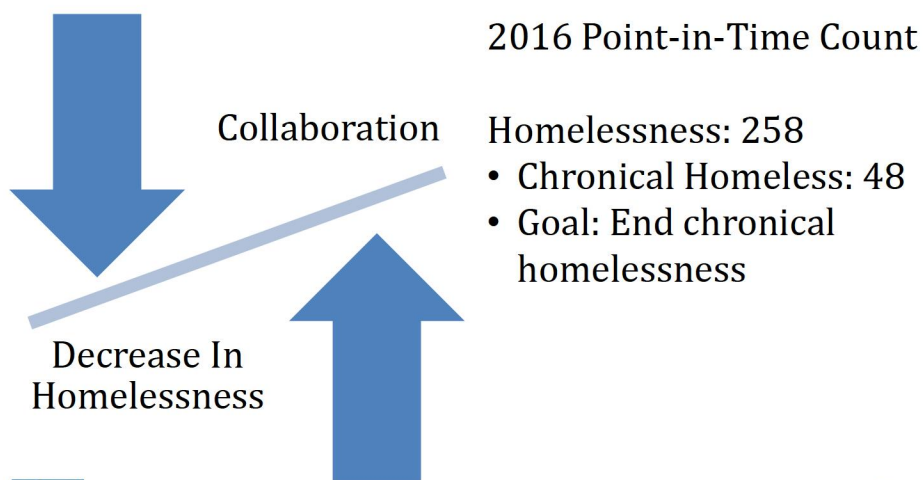 2016 Point-in-Time Count
Collaboration
Homelessness: 258
• Chronical Homeless: 48
• Goal: End chronical
homelessness
Decrease In
Homelessness